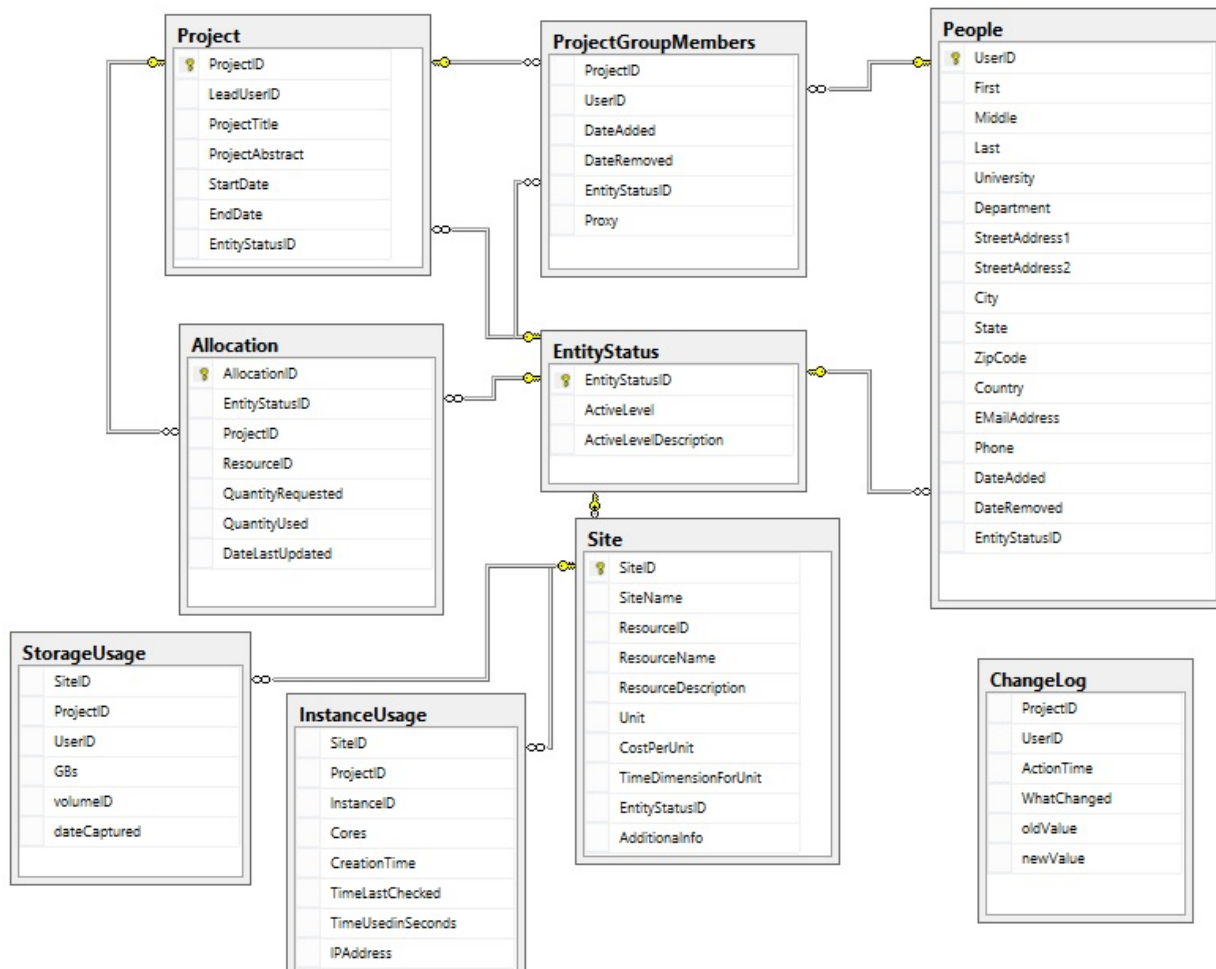 Project
ProjectID
LeadUserID
ProjectTitle
ProjectAbstract
StartDate
EndDate
EntityStatusID
ProjectGroupMembers
ProjectID
UserID
DateAdded
DateRemoved
EntityStatusID
Proxy
People
UserID
First
Middle
Last
University
Department
StreetAddress1
StreetAddress2
City
State
ZipCode
Country
EMailAddress
Phone
DateAdded
DateRemoved
EntityStatusID
Allocation
AllocationID
EntityStatusID
ProjectID
ResourceID
QuantityRequested
QuantityUsed
DateLastUpdated
EntityStatus
EntityStatusID
ActiveLevel
ActiveLevelDescription
Site
SiteID
SiteName
ResourceID
ResourceName
ResourceDescription
Unit
CostPerUnit
TimeDimensionForUnit
EntityStatusID
AdditionalInfo
StorageUsage
SiteID
ProjectID
UserID
GBs
volumeID
dateCaptured
InstanceUsage
SiteID
ProjectID
InstanceID
Cores
CreationTime
TimeLastChecked
TimeUsedinSeconds
IPAddress
ChangeLog
ProjectID
UserID
ActionTime
WhatChanged
oldValue
newValue